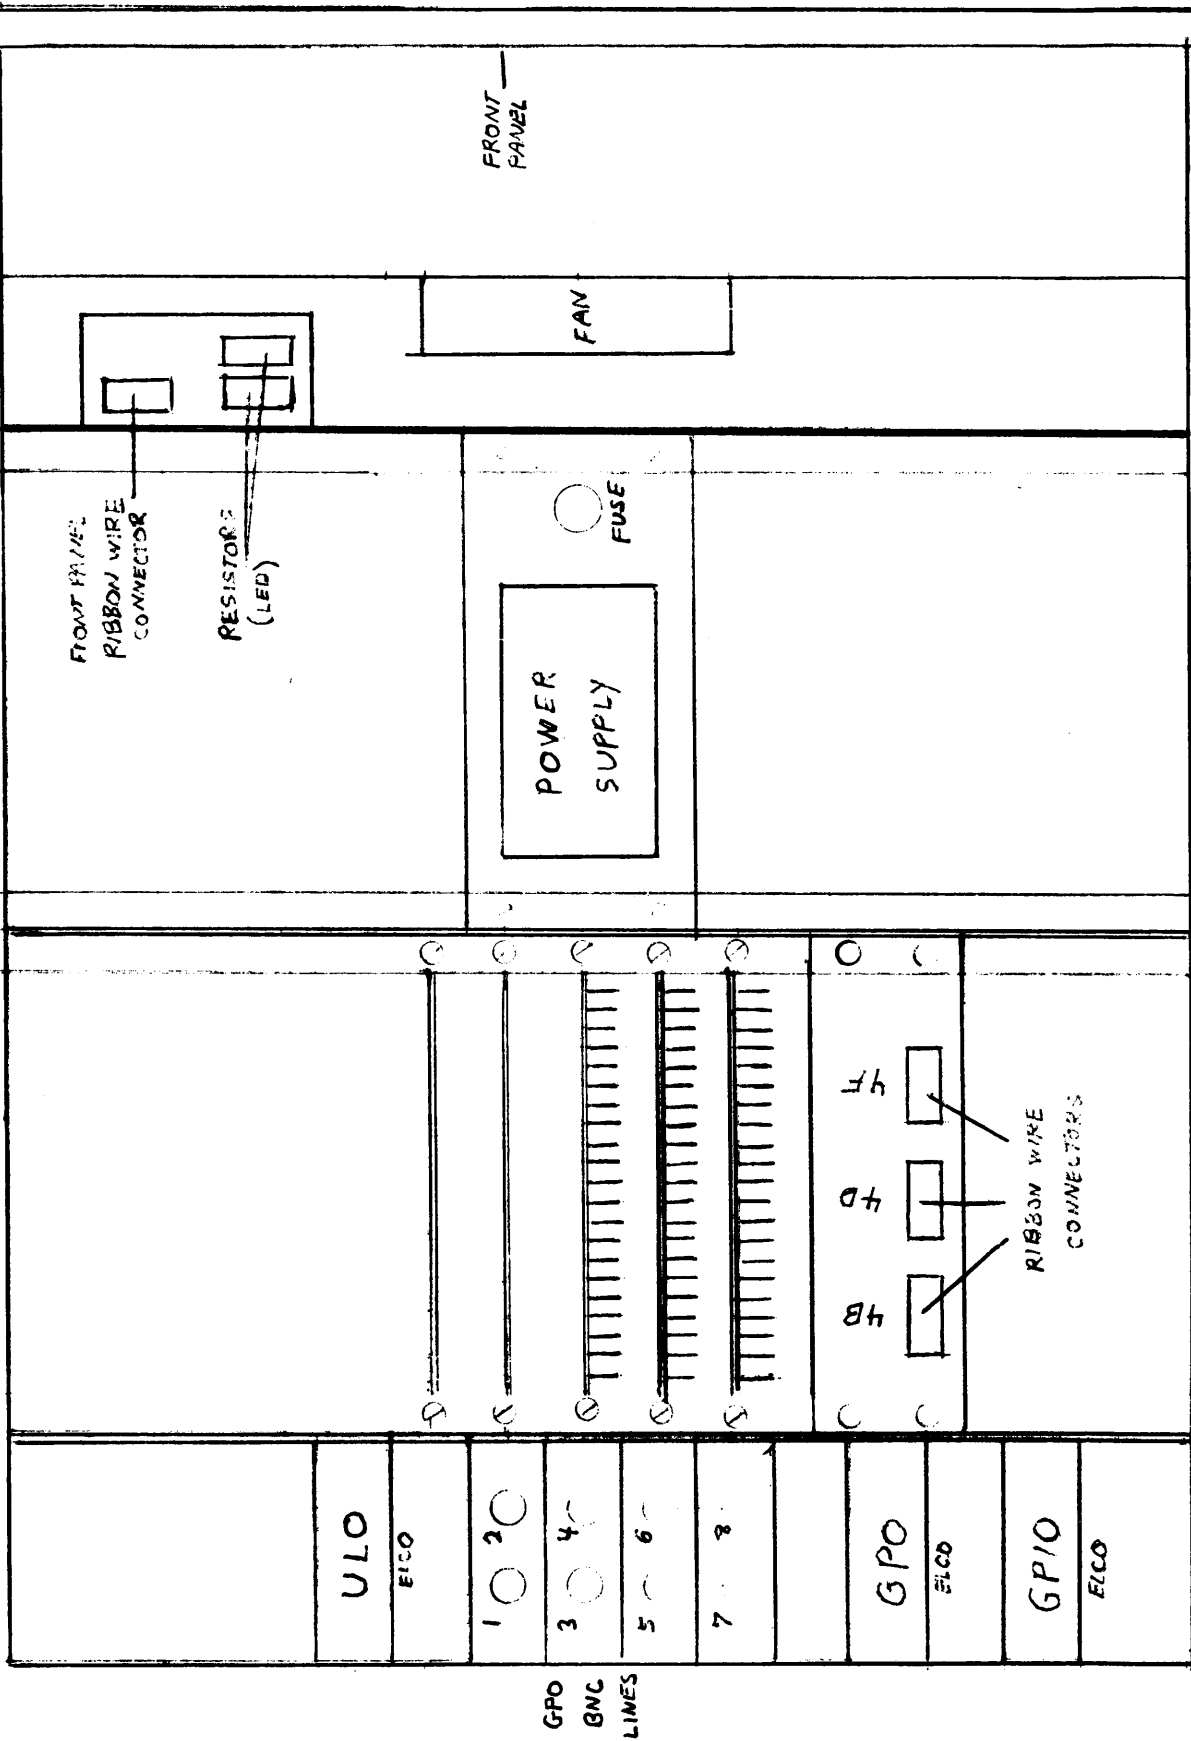 FRONT
PANEL
FAN
FRONT PANEL
RIBBON WIRE
CONNECTOR
RESISTORS
(LED)
FUSE
POWER
SUPPLY
4F
4D
4B
RIBBON WIRE
CONNECTORS
ULO
ELCO
1 2
3 4
5 6
7 8
GPO
ELCO
GPIO
ELCO
GPO
BNC
LINES